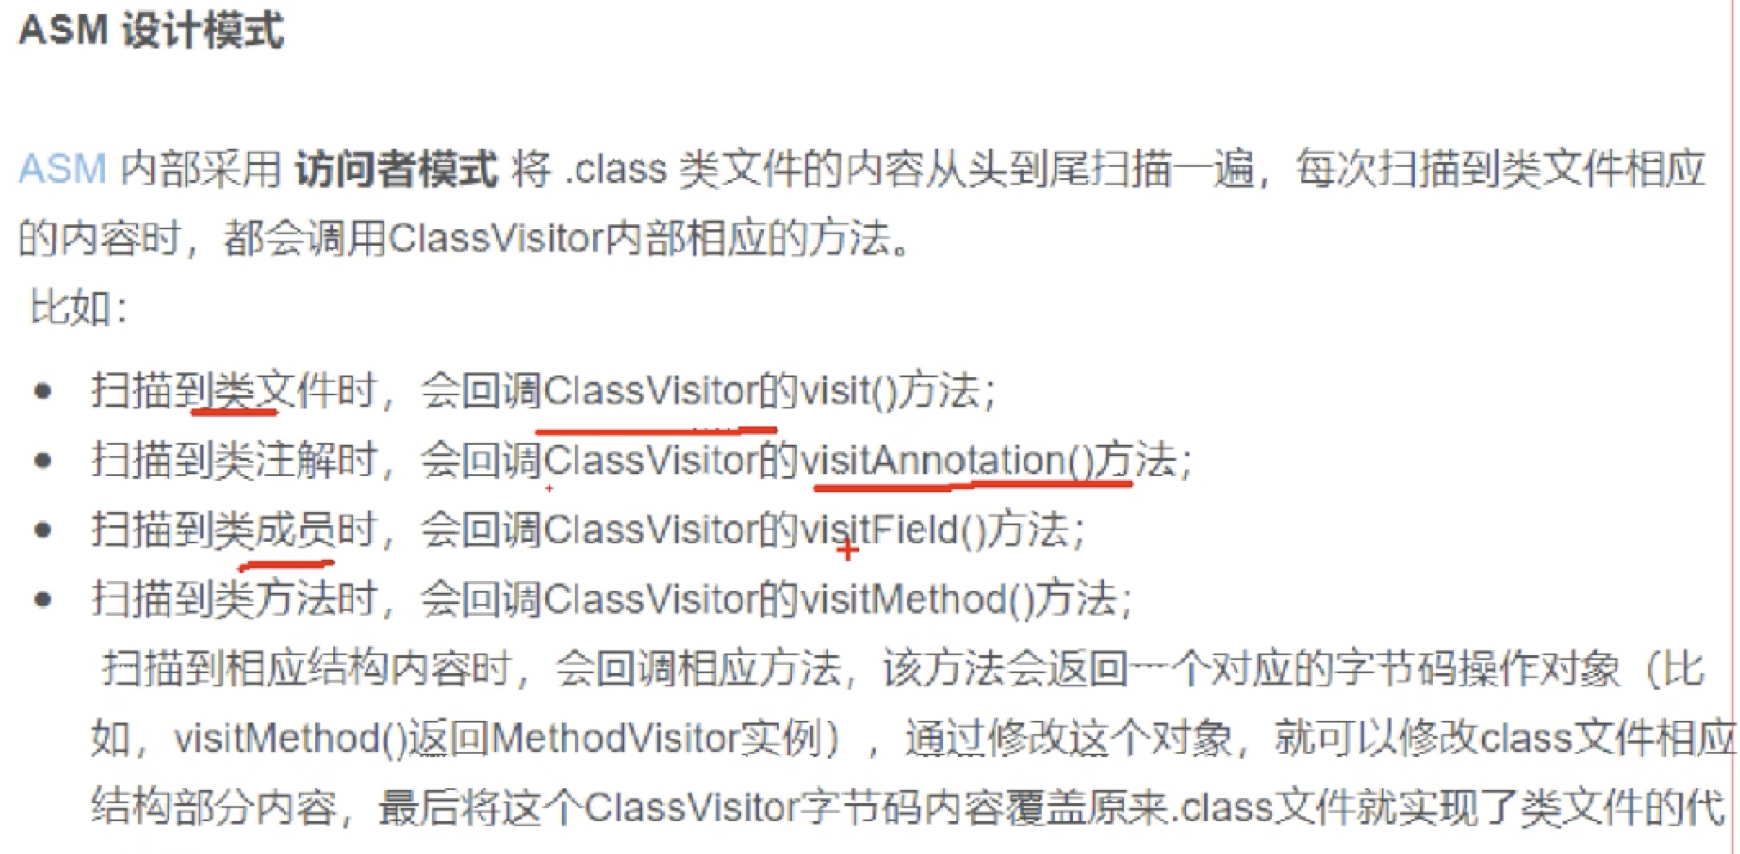 ASM 设计模式
ASM 内部采用 访问者模式 将 .class 类文件的内容从头到尾扫描一遍，每次扫描到类文件相应
的内容时，都会调用ClassVisitor内部相应的方法。
比如：
• 扫描到类文件时，会回调ClassVisitor的visit()方法；
• 扫描到类注解时，会回调ClassVisitor的visitAnnotation()方法；
• 扫描到类成员时，会回调ClassVisitor的visitField()方法；
• 扫描到类方法时，会回调ClassVisitor的visitMethod()方法；
扫描到相应结构内容时，会回调相应方法，该方法会返回一个对应的字节码操作对象（比
如，visitMethod()返回MethodVisitor实例），通过修改这个对象，就可以修改class文件相应
结构部分内容，最后将这个ClassVisitor字节码内容覆盖原来.class文件就实现了类文件的代